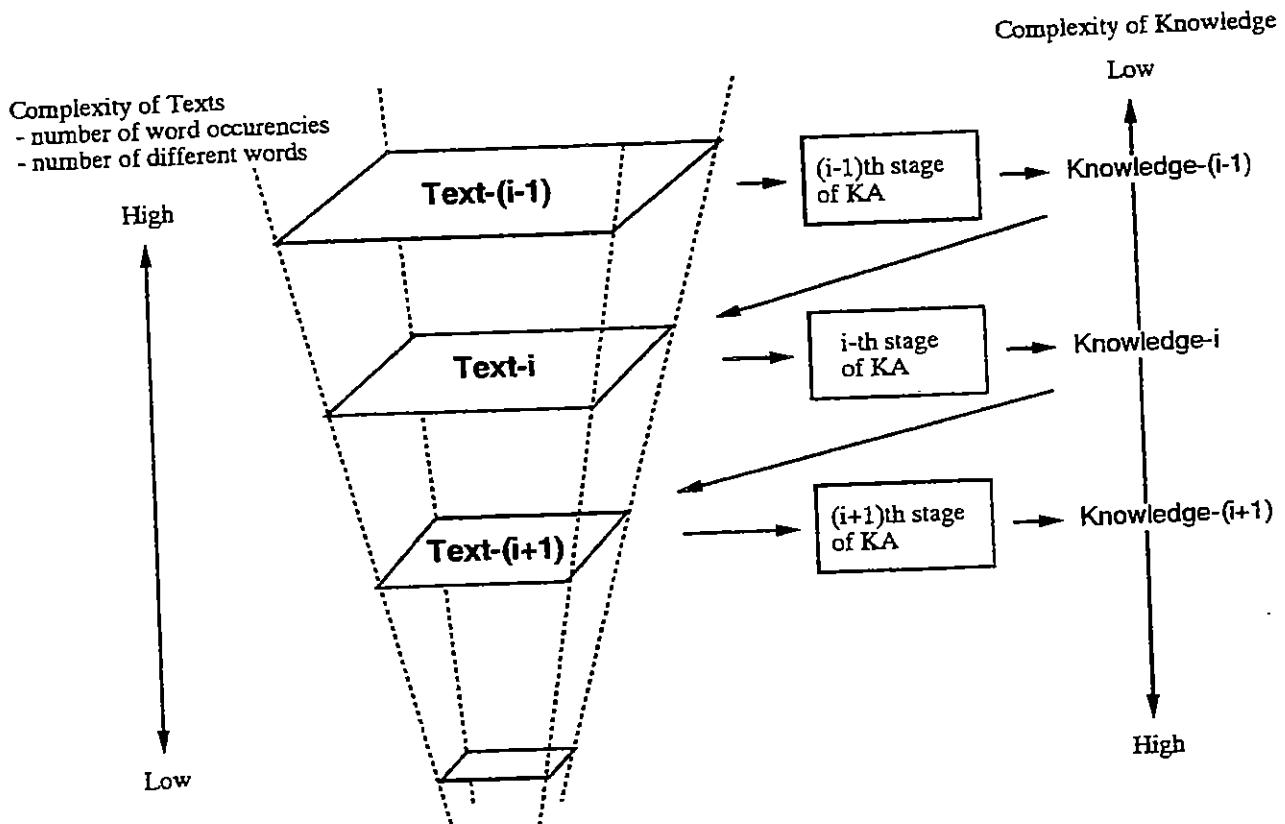 Complexity of Knowledge
Low
Complexity of Texts
- number of word occurencies
- number of different words
High
Text-(i-1)
(i-1)th stage
of KA
Knowledge-(i-1)
Text-i
i-th stage
of KA
Knowledge-i
Text-(i+1)
(i+1)th stage
of KA
Knowledge-(i+1)
Low
High